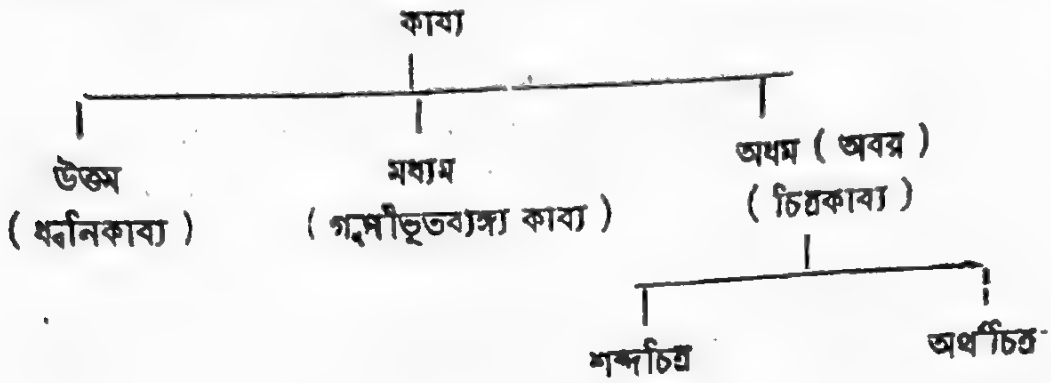 কাব্য
উত্তম
মধ্যম
অধম ( অবর )
( ধ্বনিকাব্য )
( গুণীভূতব্যঙ্গ্য কাব্য )
( চিত্রকাব্য )
শব্দচিত্র
অর্থচিত্র